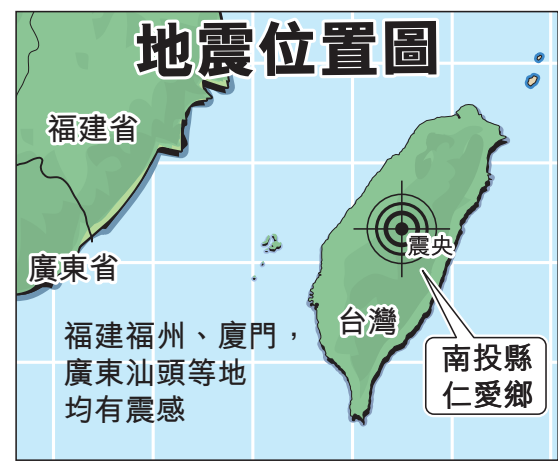 地震位置圖
福建省
廣東省
震央
台灣
福建福州、廈門，
廣東汕頭等地
均有震感
南投縣
仁愛鄉